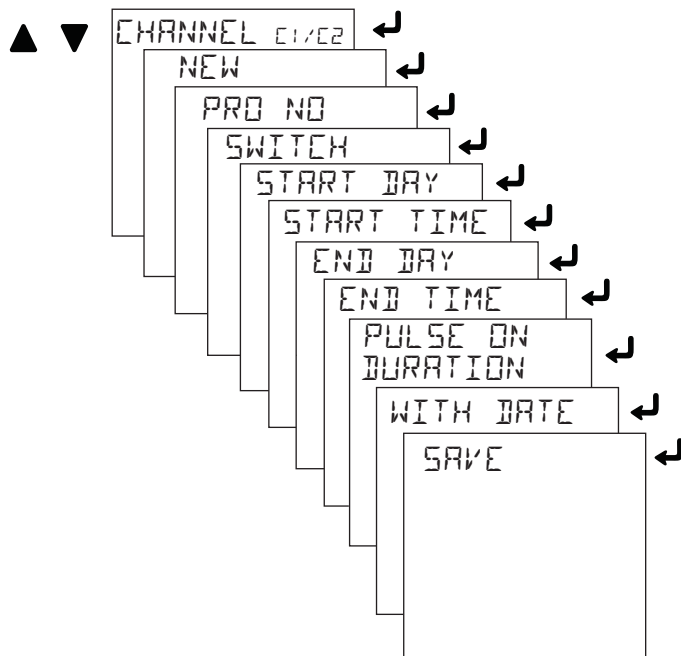 CHANNEL C1/C2
NEW
PRO NO
SWITCH
START DAY
START TIME
END DAY
END TIME
PULSE ON
DURATION
WITH DATE
SAVE